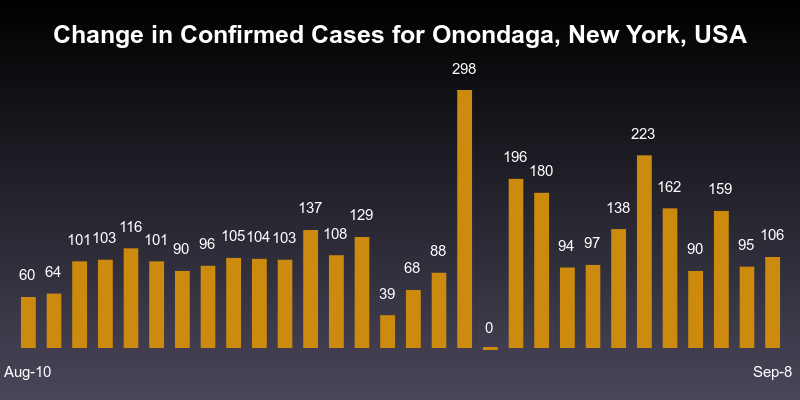 Change in Confirmed Cases for Onondaga, New York, USA
60 64 101 103 116 101 90 96 105 104 103 137 108 129 39 68 88 298 0 196 180 94 97 138 223 162 90 159 95 106
Aug-10 Sep-8